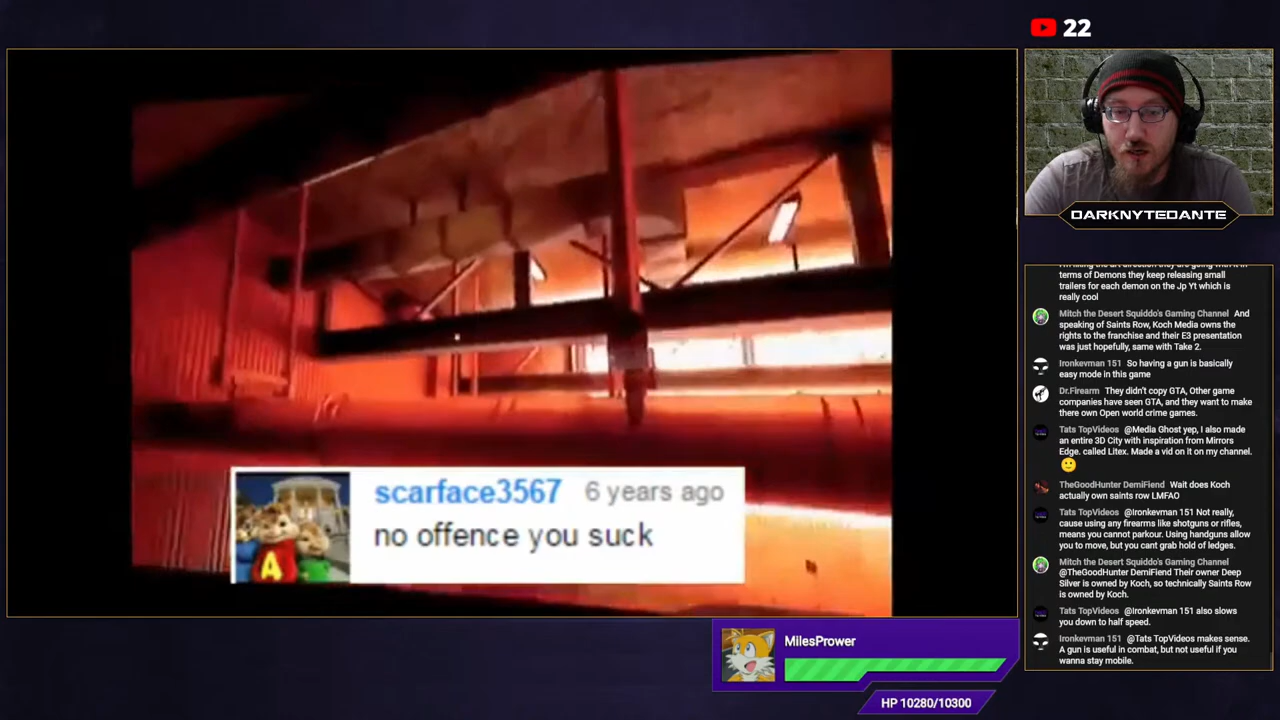 22
scarface3567 6 years ago
no offence you suck
DARKNYTEDANTE
terms of Demons they keep releasing small
trailers for each demon on the Jp Yt which is
really cool
Mitch the Desert Squiddo's Gaming Channel And
speaking of Saints Row, Koch Media owns the
rights to the franchise and their E3 presentation
was just hopefully, same with Take 2.
Ironkevman 151 So having a gun is basically
easy mode in this game
Dr.Firearm They didn't copy GTA, Other game
companies have seen GTA, and they want to make
there own Open world crime games.
Tats TopVideos @Media Ghost yep, I also made
an entire 3D City with inspiration from Mirrors
Edge. called Litex. Made a vid on it on my channel.
TheGoodHunter DemiFiend Wait does Koch
actually own saints row LMFAO
Tats TopVideos @Ironkevman 151 Not really,
cause using any firearms like shotguns or rifles,
means you cannot parkour. Using handguns allow
you to move, but you cant grab hold of ledges.
Mitch the Desert Squiddo's Gaming Channel
@TheGoodHunter DemiFiend Their owner Deep
Silver is owned by Koch, so technically Saints Row
is owned by Koch.
Tats TopVideos @Ironkevman 151 also slows
you down to half speed.
Ironkevman 151 @Tats TopVideos makes sense.
A gun is useful in combat, but not useful if you
wanna stay mobile.
MilesPrower
HP 10280/10300
A